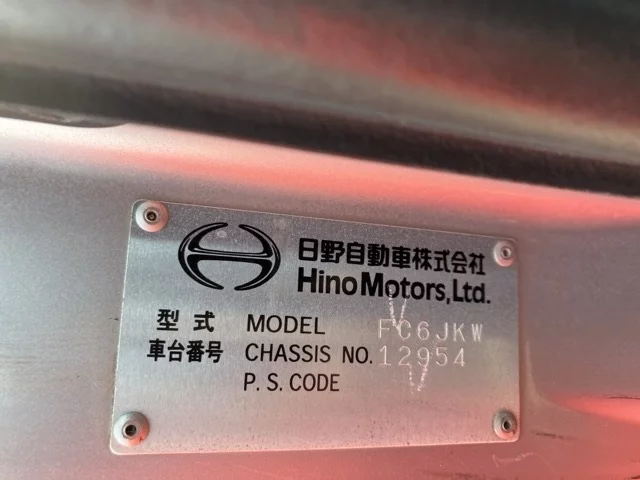 日野自動車株式会社
Hino Motors, Ltd.
型式 MODEL FC6JKW
車台番号 CHASSIS NO. 12954
P. S. CODE